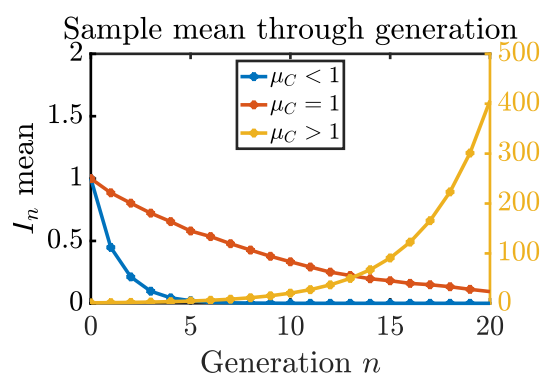 Sample mean through generation
2
1.5
1
0.5
0
500
400
300
200
100
0
μ_C < 1
μ_C = 1
μ_C > 1
I_n mean
0 5 10 15 20
Generation n